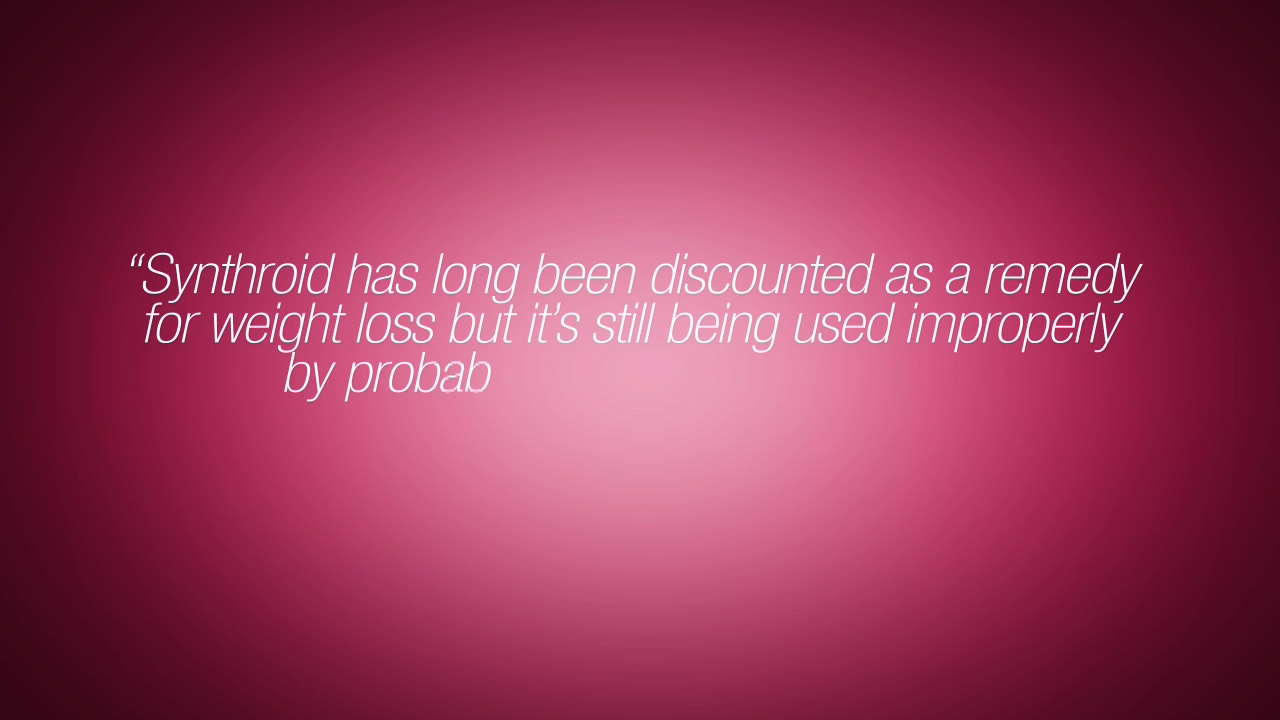 “Synthroid has long been discounted as a remedy
for weight loss but it’s still being used improperly
by probab